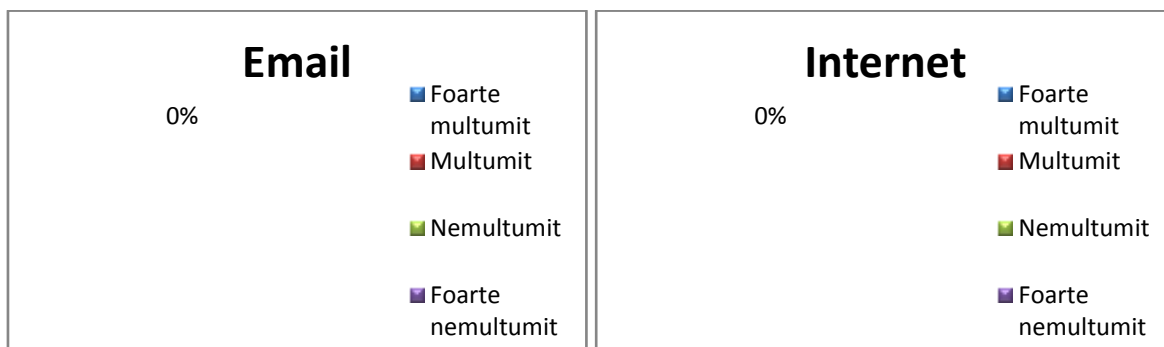 Email
0%
Foarte
multumit
Multumit
Nemultumit
Foarte
nemultumit
Internet
0%
Foarte
multumit
Multumit
Nemultumit
Foarte
nemultumit